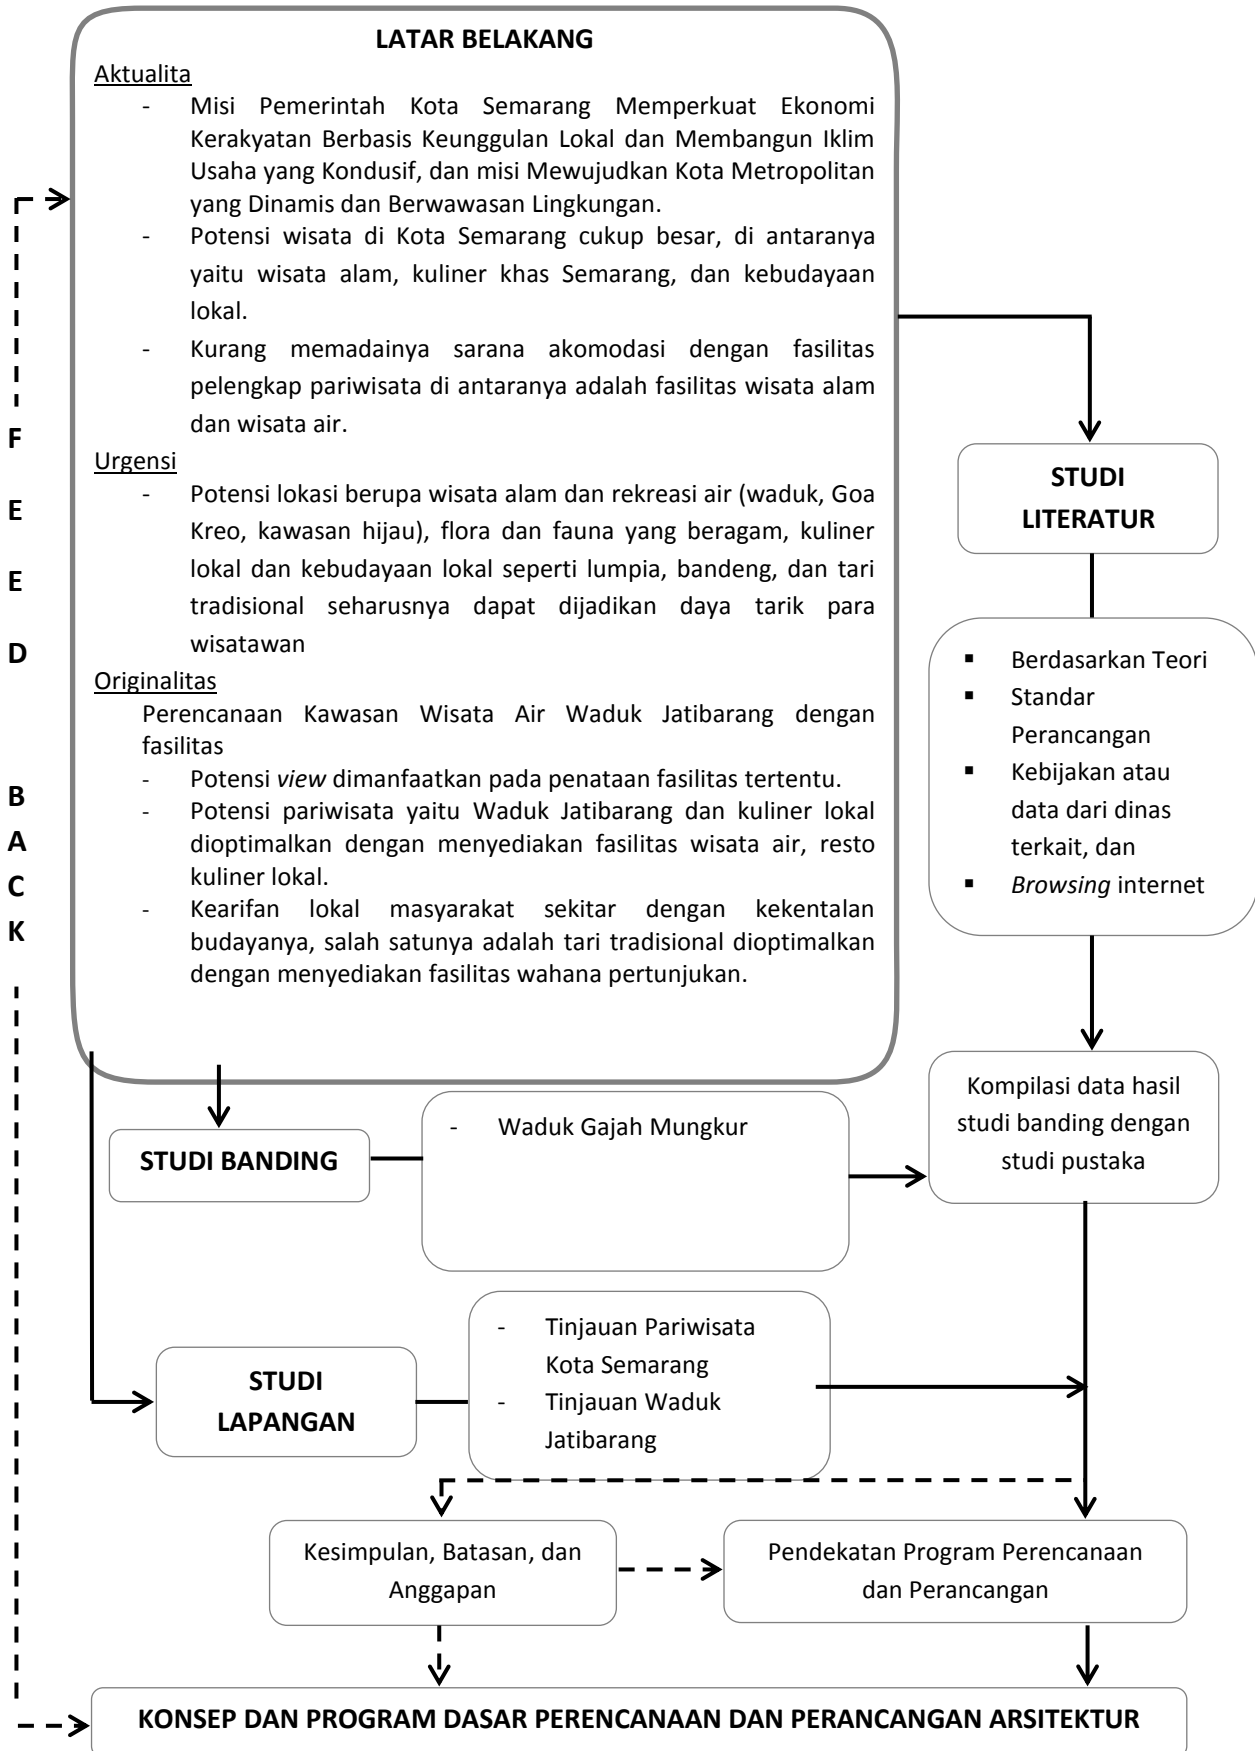 LATAR BELAKANG
Aktualita
- Misi Pemerintah Kota Semarang Memperkuat Ekonomi
Kerakyatan Berbasis Keunggulan Lokal dan Membangun Iklim
Usaha yang Kondusif, dan misi Mewujudkan Kota Metropolitan
yang Dinamis dan Berwawasan Lingkungan.
- Potensi wisata di Kota Semarang cukup besar, di antaranya
yaitu wisata alam, kuliner khas Semarang, dan kebudayaan
lokal.
- Kurang memadainya sarana akomodasi dengan fasilitas
pelengkap pariwisata di antaranya adalah fasilitas wisata alam
dan wisata air.
Urgensi
- Potensi lokasi berupa wisata alam dan rekreasi air (waduk, Goa
Kreo, kawasan hijau), flora dan fauna yang beragam, kuliner
lokal dan kebudayaan lokal seperti lumpia, bandeng, dan tari
tradisional seharusnya dapat dijadikan daya tarik para
wisatawan
Originalitas
Perencanaan Kawasan Wisata Air Waduk Jatibarang dengan
fasilitas
- Potensi view dimanfaatkan pada penataan fasilitas tertentu.
- Potensi pariwisata yaitu Waduk Jatibarang dan kuliner lokal
dioptimalkan dengan menyediakan fasilitas wisata air, resto
kuliner lokal.
- Kearifan lokal masyarakat sekitar dengan kekentalan
budayanya, salah satunya adalah tari tradisional dioptimalkan
dengan menyediakan fasilitas wahana pertunjukan.
F
E
E
D
B
A
C
K
STUDI
LITERATUR
▪ Berdasarkan Teori
▪ Standar
Perancangan
▪ Kebijakan atau
data dari dinas
terkait, dan
▪ Browsing internet
STUDI BANDING
- Waduk Gajah Mungkur
Kompilasi data hasil
studi banding dengan
studi pustaka
STUDI
LAPANGAN
- Tinjauan Pariwisata
Kota Semarang
- Tinjauan Waduk
Jatibarang
Kesimpulan, Batasan, dan
Anggapan
Pendekatan Program Perencanaan
dan Perancangan
KONSEP DAN PROGRAM DASAR PERENCANAAN DAN PERANCANGAN ARSITEKTUR